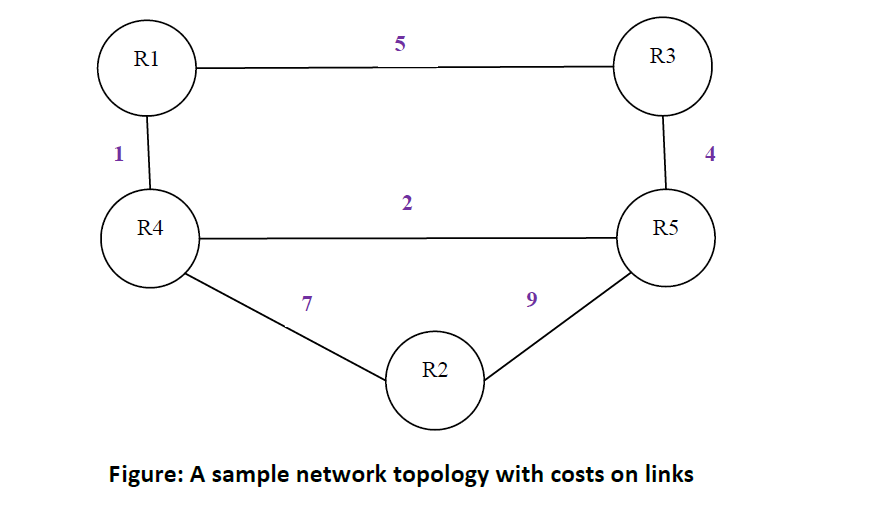 5
R1
R3
1
4
2
R4
R5
7
9
R2
Figure: A sample network topology with costs on links